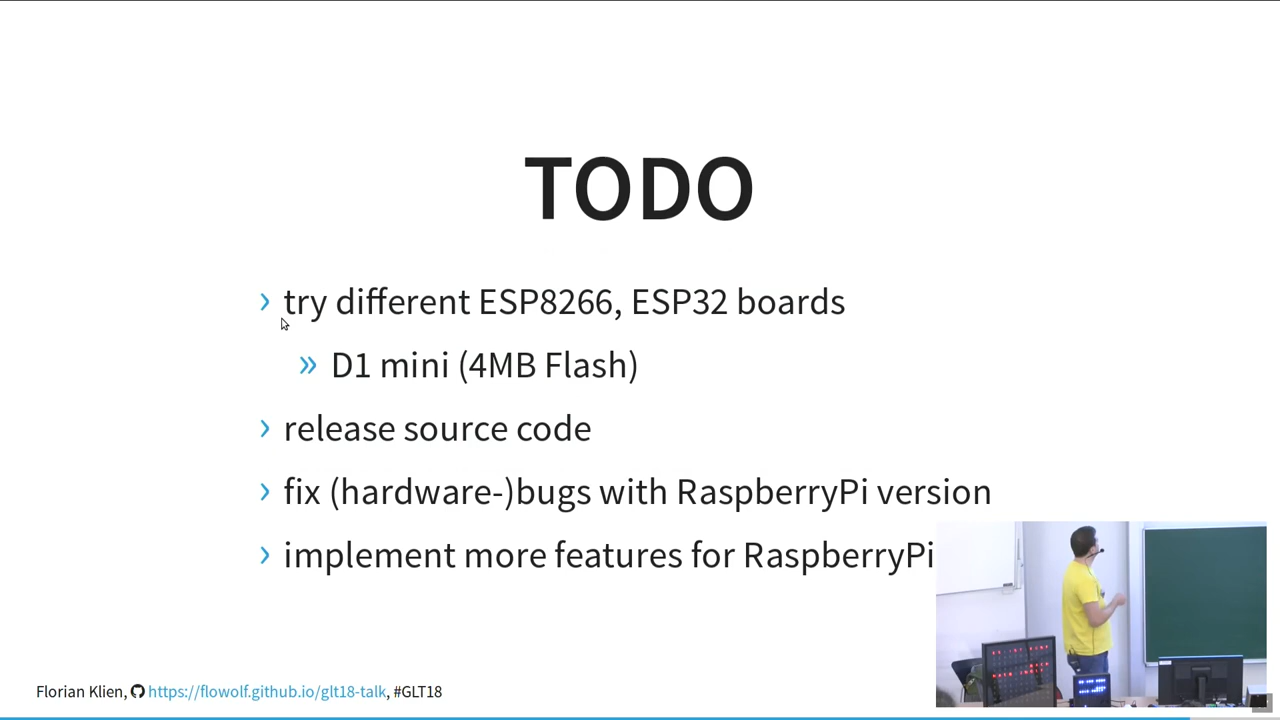 TODO
› try different ESP8266, ESP32 boards
» D1 mini (4MB Flash)
› release source code
› fix (hardware-)bugs with RaspberryPi version
› implement more features for RaspberryPi
Florian Klien, https://flowolf.github.io/glt18-talk, #GLT18